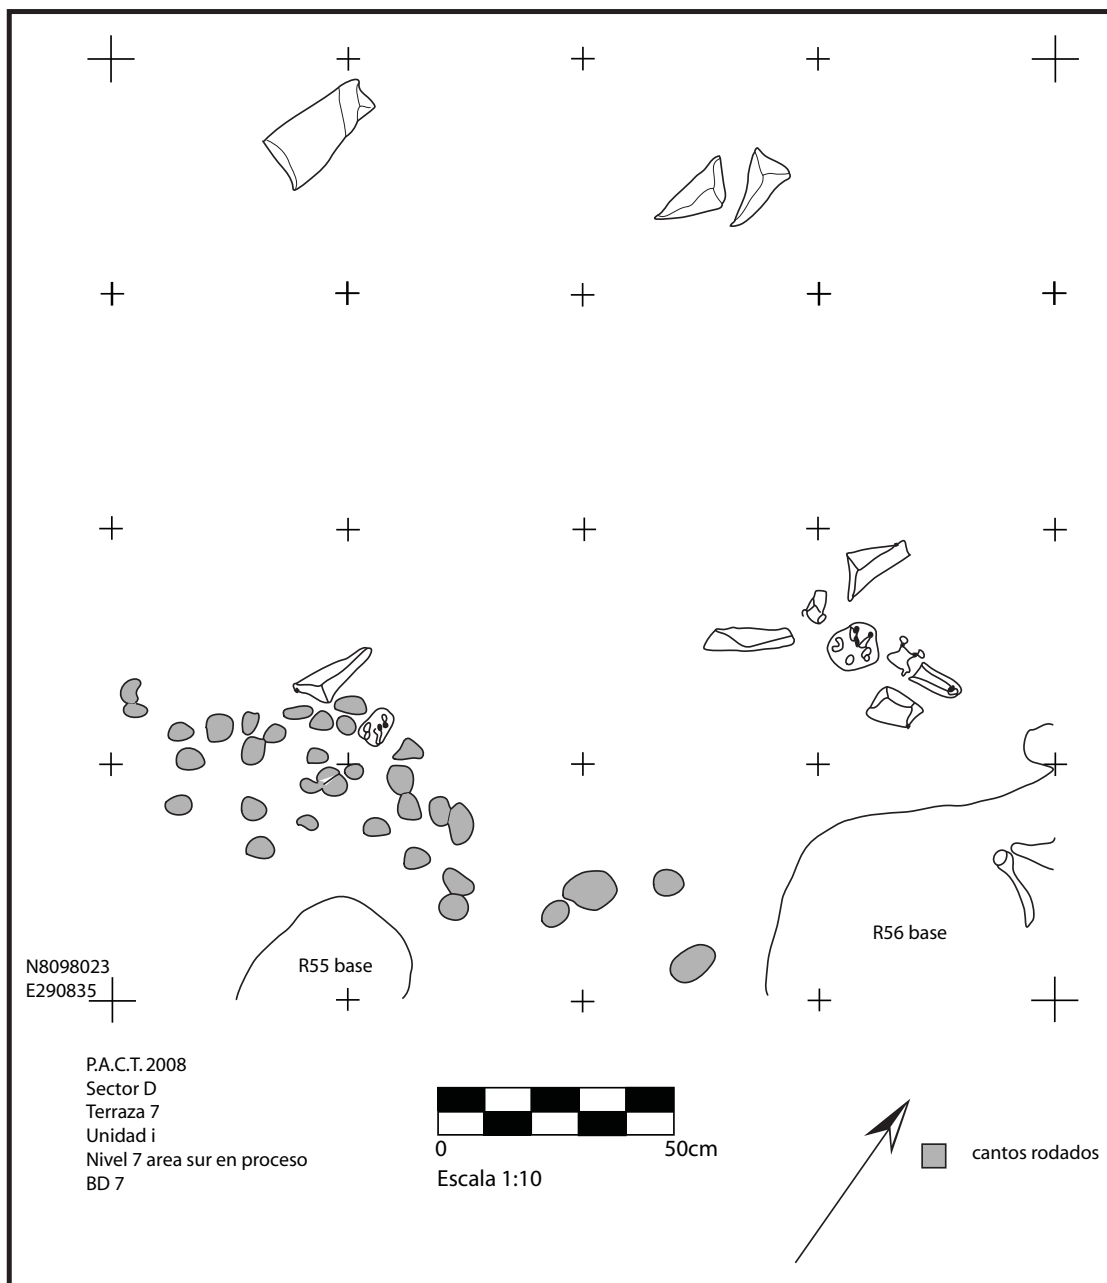 R56 base
R55 base
N8098023
E290835
P.A.C.T. 2008
Sector D
Terraza 7
Unidad i
Nivel 7 area sur en proceso
BD 7
0
50cm
Escala 1:10
cantos rodados